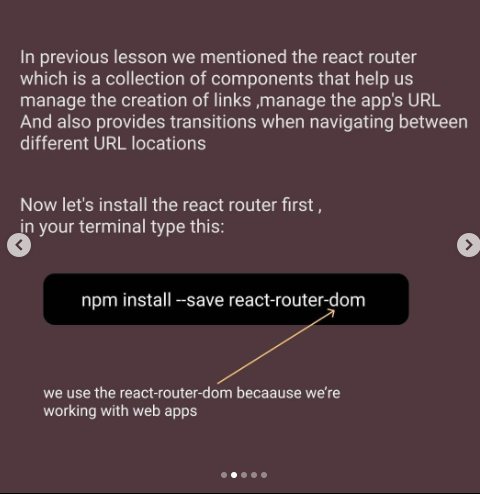 In previous lesson we mentioned the react router
which is a collection of components that help us
manage the creation of links ,manage the app's URL
And also provides transitions when navigating between
different URL locations
Now let's install the react router first ,
in your terminal type this:
npm install --save react-router-dom
we use the react-router-dom becaause we're
working with web apps